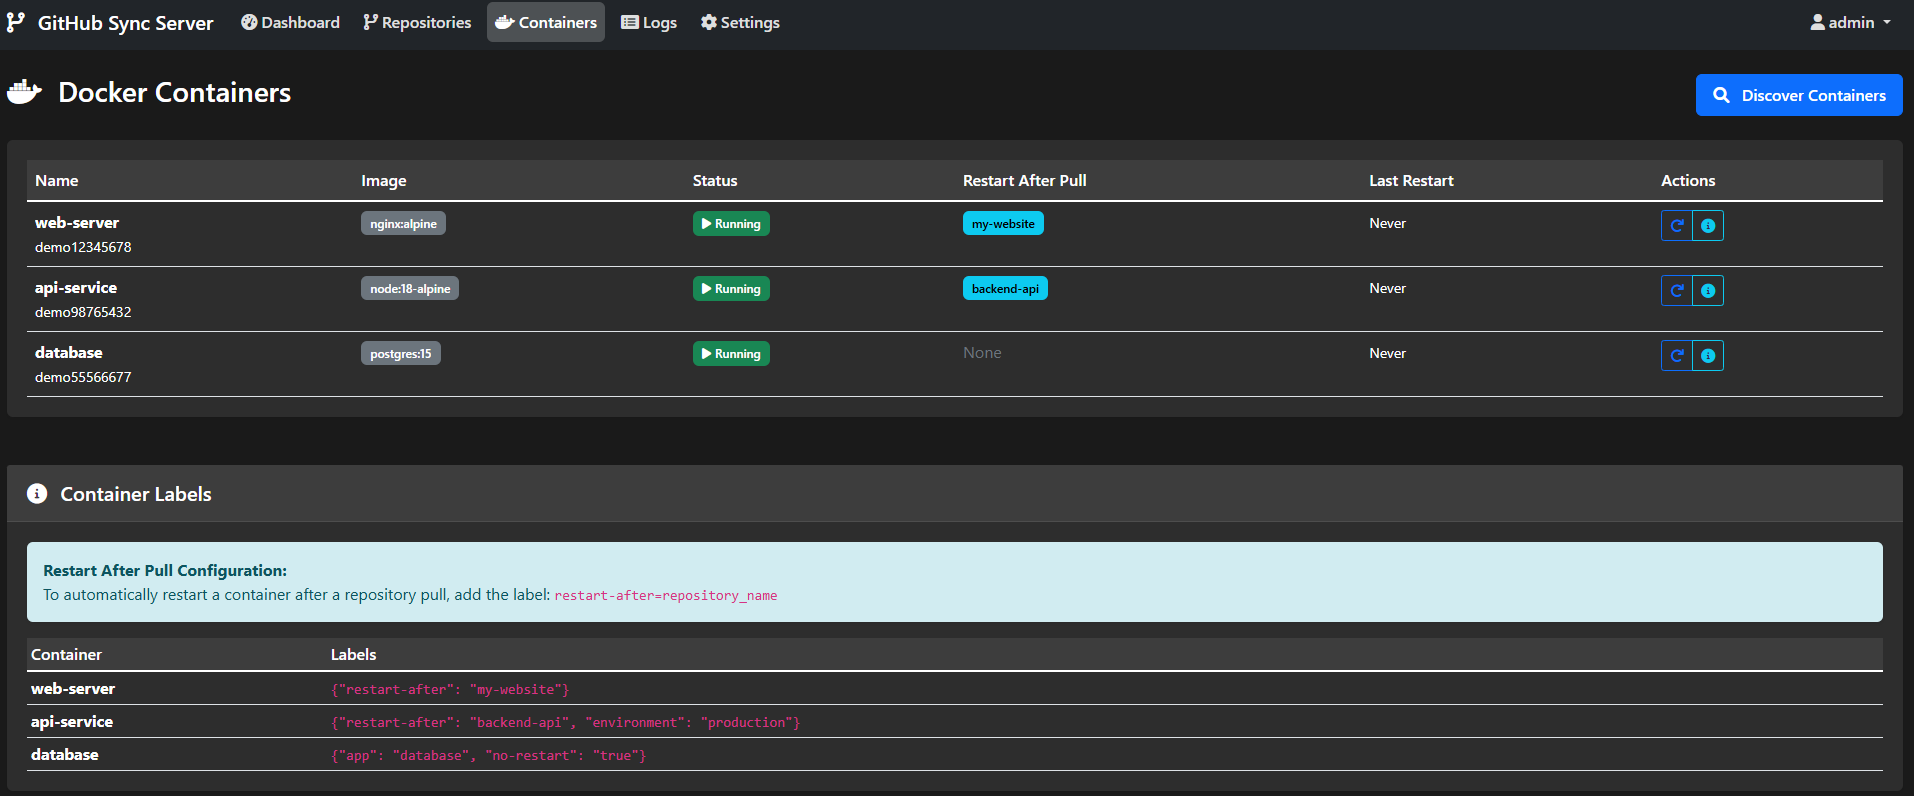 GitHub Sync Server Dashboard Repositories Containers Logs Settings admin
Docker Containers Discover Containers
Name Image Status Restart After Pull Last Restart Actions
web-server nginx:alpine Running my-website Never
demo12345678
api-service node:18-alpine Running backend-api Never
demo98765432
database postgres:15 Running None Never
demo55566677
Container Labels
Restart After Pull Configuration:
To automatically restart a container after a repository pull, add the label: restart-after=repository_name
Container Labels
web-server {"restart-after": "my-website"}
api-service {"restart-after": "backend-api", "environment": "production"}
database {"app": "database", "no-restart": "true"}